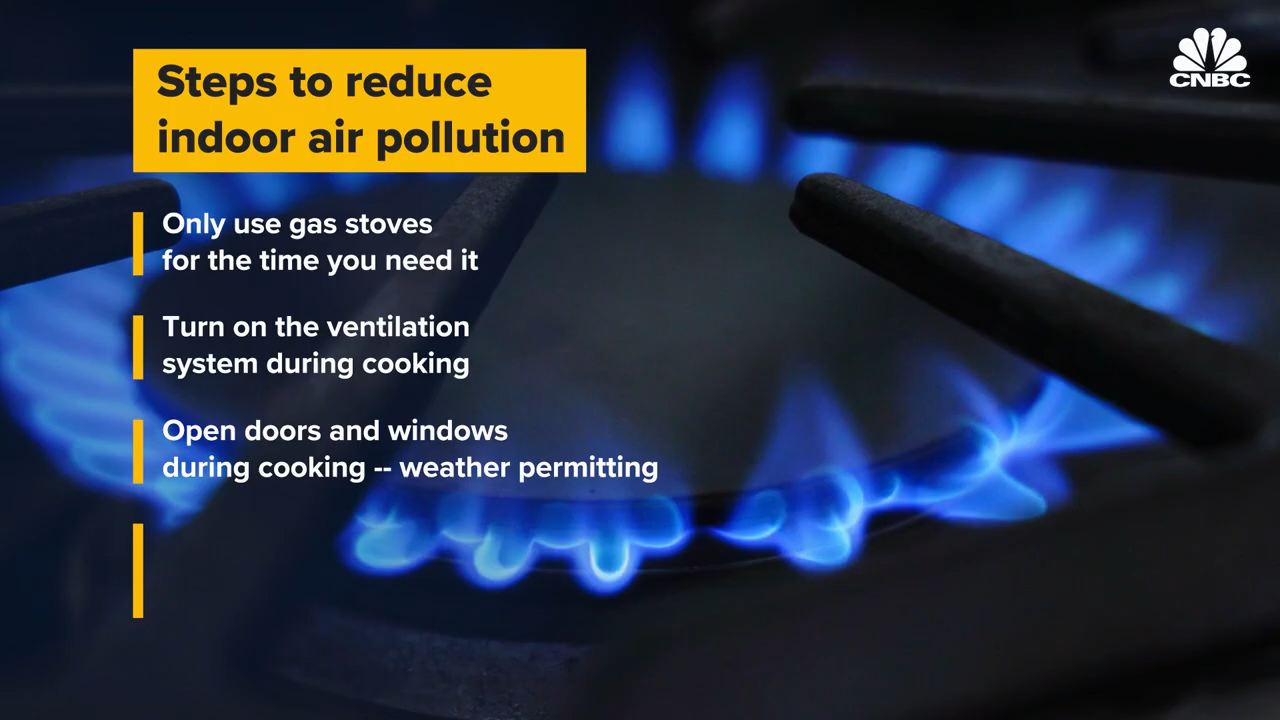 CNBC
Steps to reduce
indoor air pollution
Only use gas stoves
for the time you need it
Turn on the ventilation
system during cooking
Open doors and windows
during cooking -- weather permitting